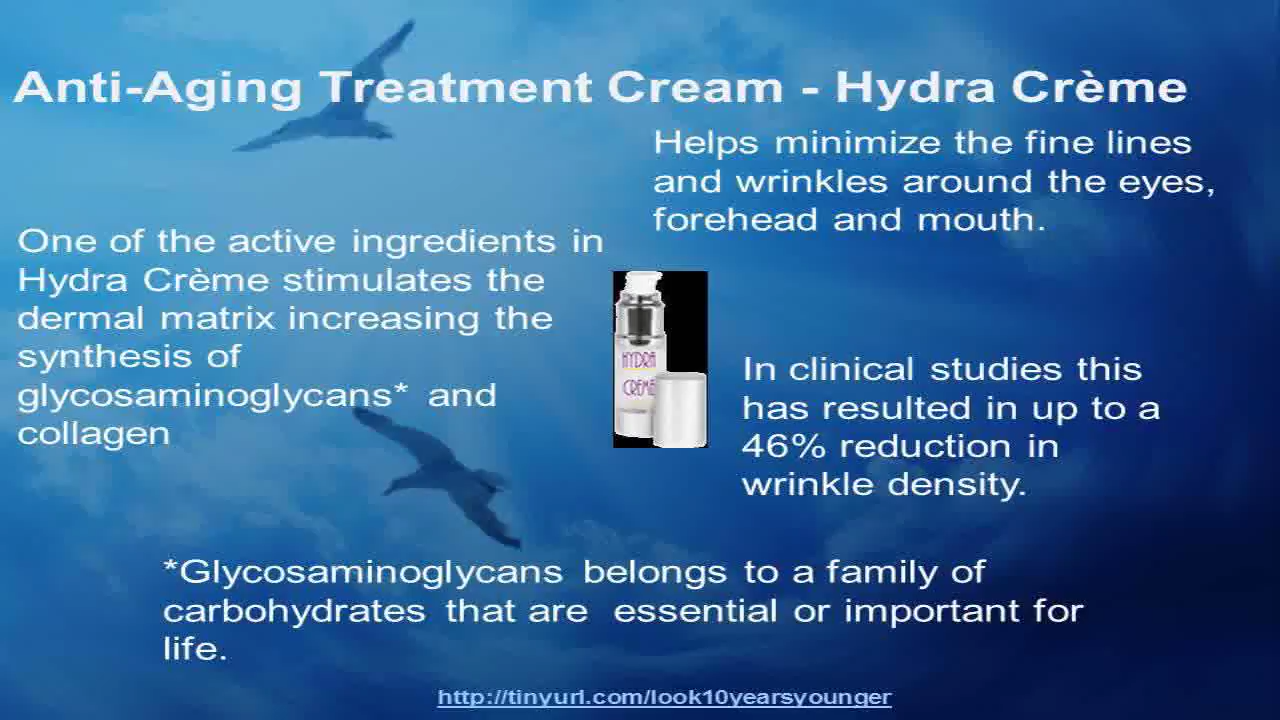 Anti-Aging Treatment Cream - Hydra Crème
Helps minimize the fine lines
and wrinkles around the eyes,
forehead and mouth.
One of the active ingredients in
Hydra Crème stimulates the
dermal matrix increasing the
synthesis of
glycosaminoglycans* and
collagen
HYDRA
CREME
In clinical studies this
has resulted in up to a
46% reduction in
wrinkle density.
*Glycosaminoglycans belongs to a family of
carbohydrates that are essential or important for
life.
http://tinyurl.com/look10yearsyounger